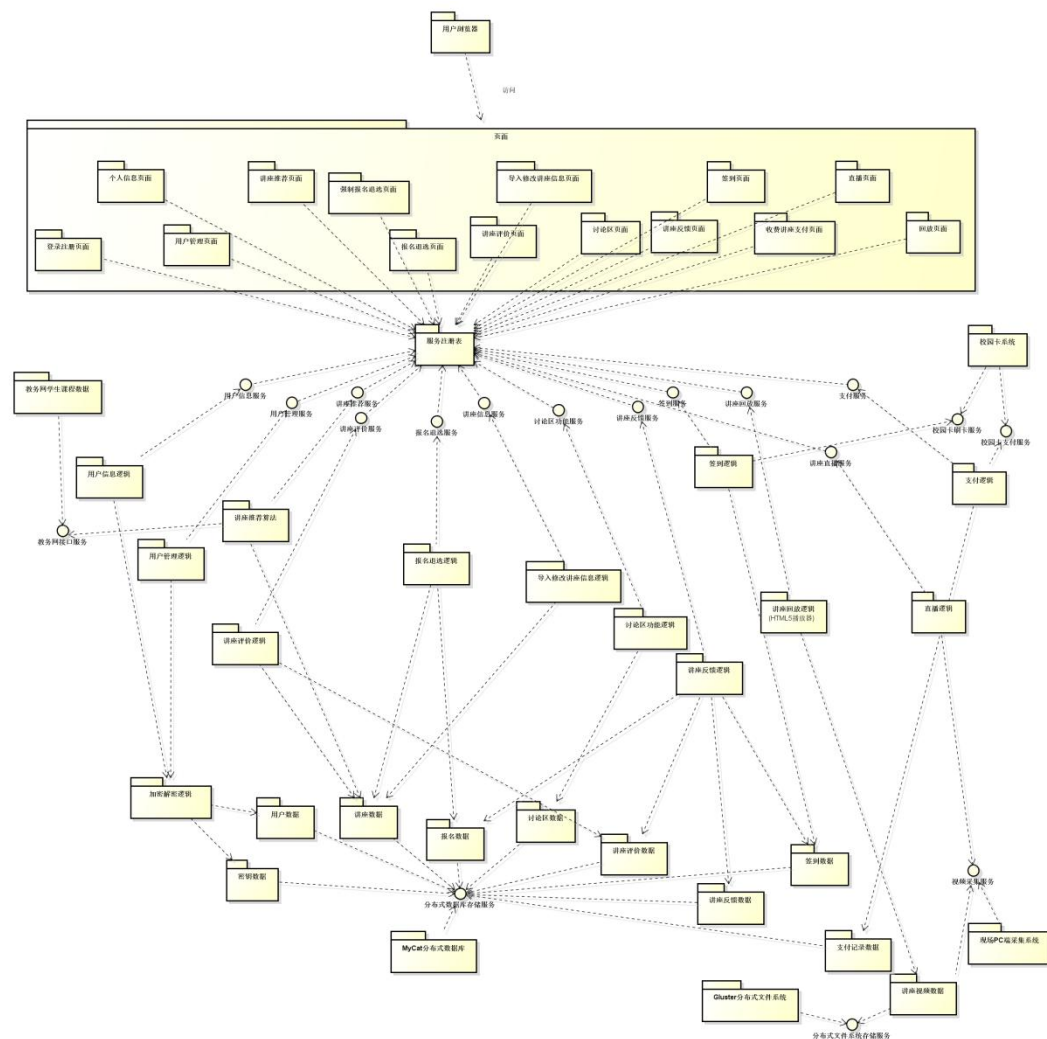 用户浏览器
访问
页面
个人信息页面
讲座推荐页面
强制报名退选页面
导入修改讲座信息页面
签到页面
直播页面
登录注册页面
用户管理页面
报名退选页面
讲座评价页面
讨论区页面
讲座反馈页面
收费讲座支付页面
回放页面
服务注册表
校园卡系统
教务网学生课程数据
用户信息服务
用户管理服务
讲座推荐服务
讲座评价服务
报名退选服务
讲座信息服务
讨论区功能服务
讲座反馈服务
签到服务
讲座回放服务
支付服务
校园卡刷卡服务
校园卡支付服务
讲座直播服务
用户信息逻辑
签到逻辑
支付逻辑
教务网接口服务
讲座推荐算法
用户管理逻辑
报名退选逻辑
导入修改讲座信息逻辑
讲座回放逻辑
(HTML5播放器)
直播逻辑
讲座评价逻辑
讨论区功能逻辑
讲座反馈逻辑
加密解密逻辑
用户数据
讲座数据
报名数据
讨论区数据
讲座评价数据
签到数据
密钥数据
分布式数据库存储服务
讲座反馈数据
视频采集服务
MyCat分布式数据库
支付记录数据
现场PC端采集系统
Gluster分布式文件系统
讲座视频数据
分布式文件系统存储服务